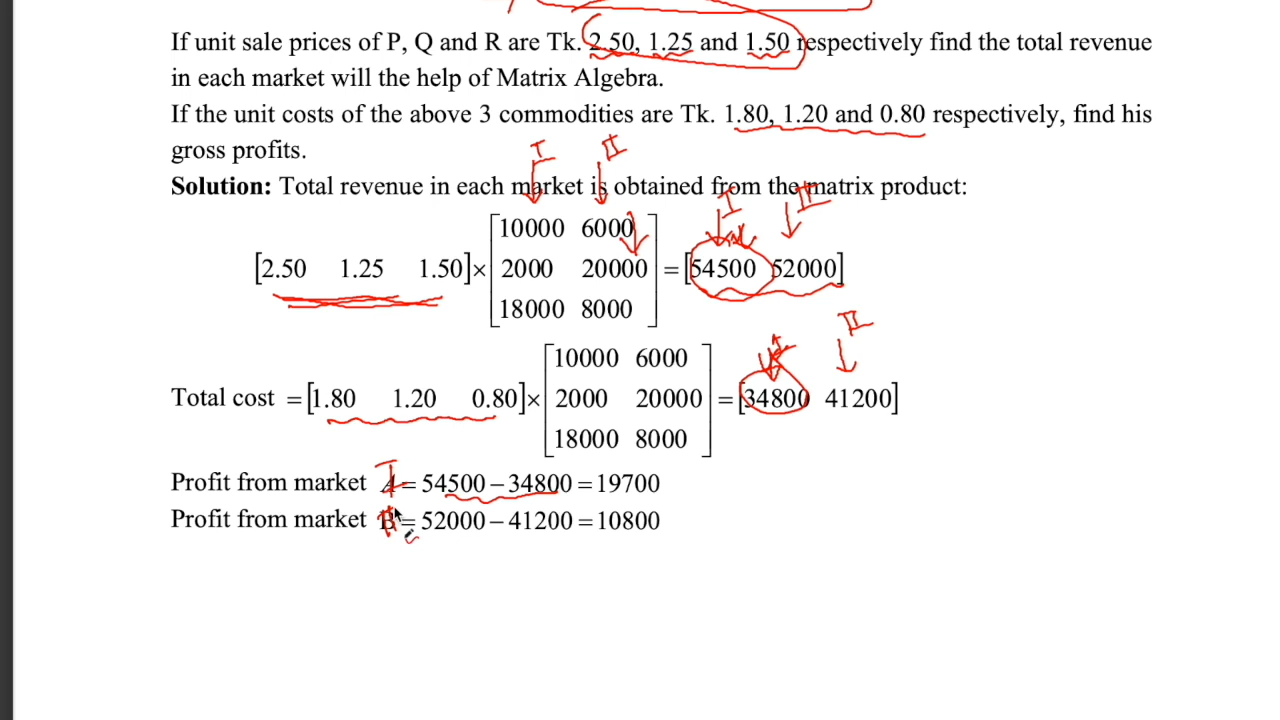 If unit sale prices of P, Q and R are Tk. 2.50, 1.25 and 1.50 respectively find the total revenue
in each market will the help of Matrix Algebra.
If the unit costs of the above 3 commodities are Tk. 1.80, 1.20 and 0.80 respectively, find his
gross profits.
I II
Solution: Total revenue in each market is obtained from the matrix product:
I II
[2.50 1.25 1.50] × [10000 6000
2000 20000
18000 8000] = [54500 52000]
I II
Total cost = [1.80 1.20 0.80] × [10000 6000
2000 20000
18000 8000] = [34800 41200]
Profit from market I = 54500 – 34800 = 19700
Profit from market B = 52000 – 41200 = 10800